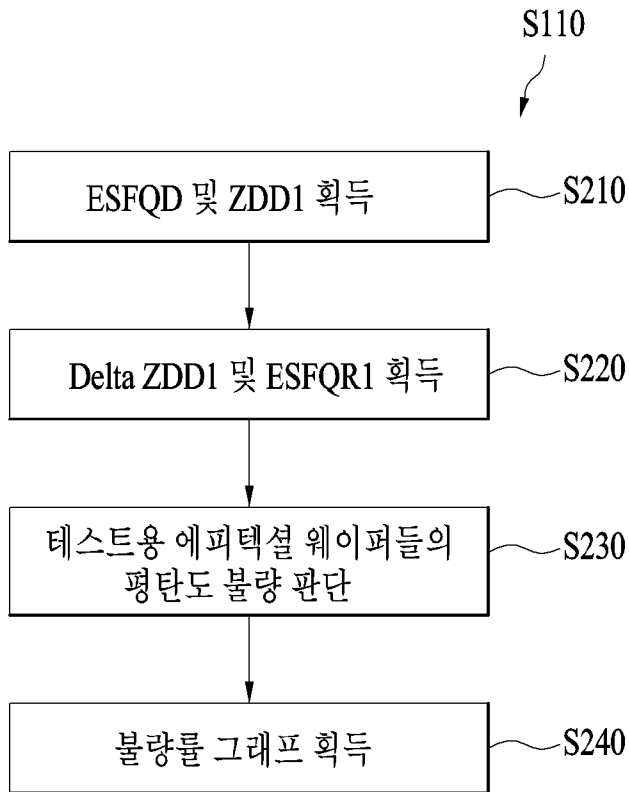 S110
ESFQD 및 ZDD1 획득
S210
Delta ZDD1 및 ESFQR1 획득
S220
테스트용 에피텍셜 웨이퍼들의
평탄도 불량 판단
S230
불량률 그래프 획득
S240